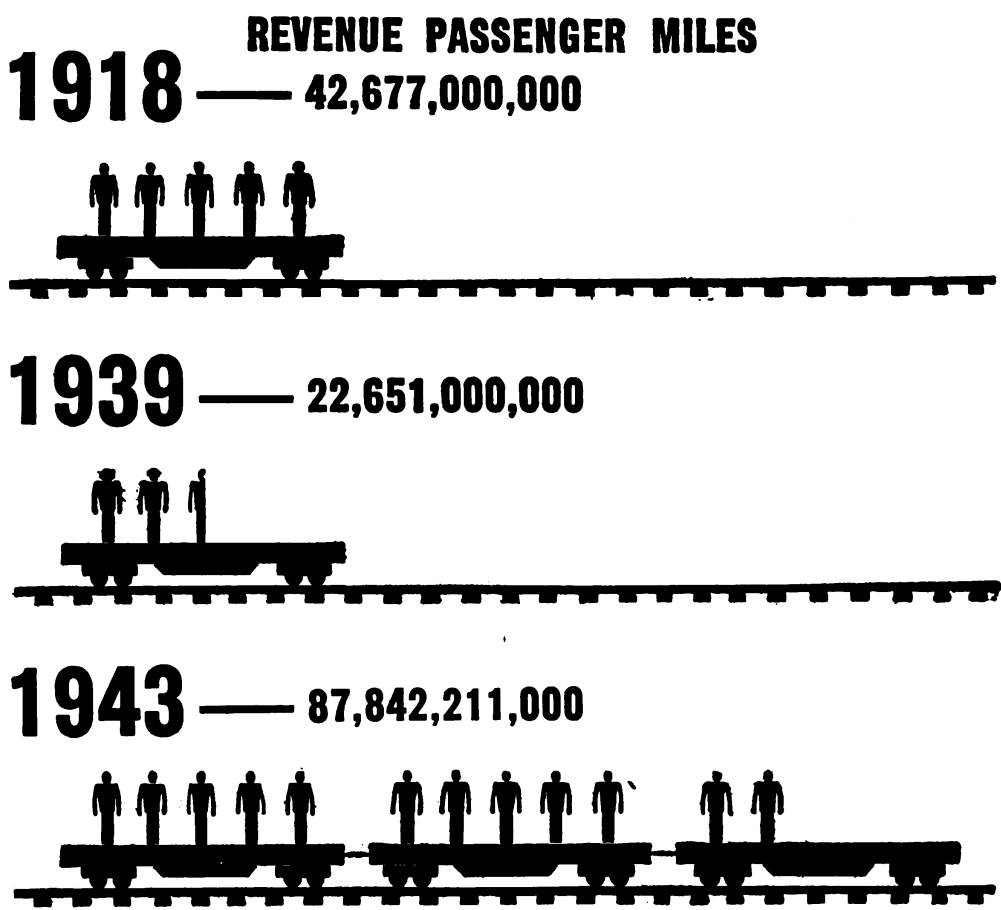 REVENUE PASSENGER MILES
1918 — 42,677,000,000
1939 — 22,651,000,000
1943 — 87,842,211,000